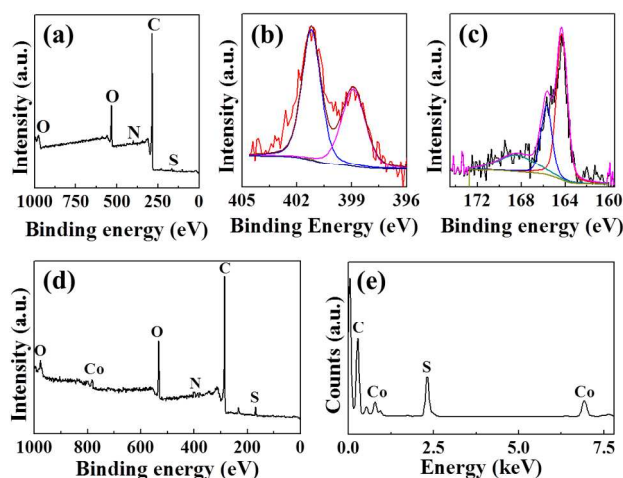 (a)
Intensity (a.u.)
O
O
N
C
S
1000 750 500 250 0
Binding energy (eV)
(b)
Intensity (a.u.)
405 402 399 396
Binding Energy (eV)
(c)
Intensity (a.u.)
172 168 164 160
Binding energy (eV)
(d)
Intensity (a.u.)
O
Co
O
N
C
S
1000 800 600 400 200 0
Binding energy (eV)
(e)
Counts (a.u.)
C
Co
S
Co
0.0 2.5 5.0 7.5
Energy (keV)